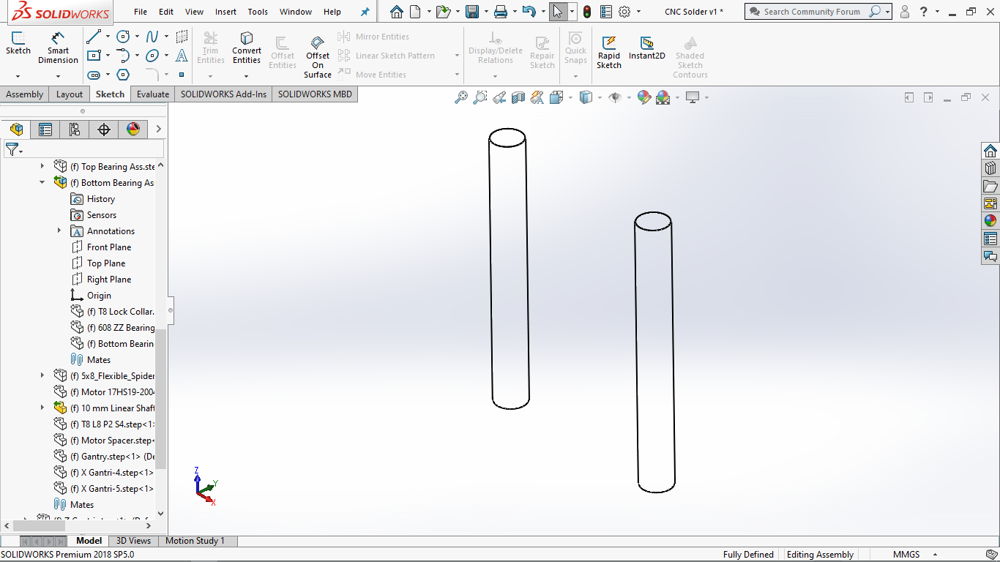 SOLIDWORKS
File Edit View Insert Tools Window Help
CNC Solder v1 *
Search Community Forum
?
Sketch
Smart
Dimension
Trim
Entities
Convert
Entities
Offset
Entities
Offset
On
Surface
Mirror Entities
Linear Sketch Pattern
Move Entities
Display/Delete
Relations
Repair
Sketch
Quick
Snaps
Rapid
Sketch
Instant2D
Shaded
Sketch
Contours
Assembly Layout Sketch Evaluate SOLIDWORKS Add-Ins SOLIDWORKS MBD
(f) Top Bearing Ass.ste
(f) Bottom Bearing As
History
Sensors
Annotations
Front Plane
Top Plane
Right Plane
Origin
(f) T8 Lock Collar.
(f) 608 ZZ Bearing
(f) Bottom Bearin
Mates
(f) 5x8_Flexible_Spider
(f) Motor 17HS19-2004
(f) 10 mm Linear Shaft
(f) T8 L8 P2 S4.step<1>
(f) Motor Spacer.step<
(f) Gantry.step<1> (De
(f) X Gantri-4.step<1>
(f) X Gantri-5.step<1>
Mates
Z
Y
X
Model 3D Views Motion Study 1
SOLIDWORKS Premium 2018 SP5.0
Fully Defined Editing Assembly MMGS